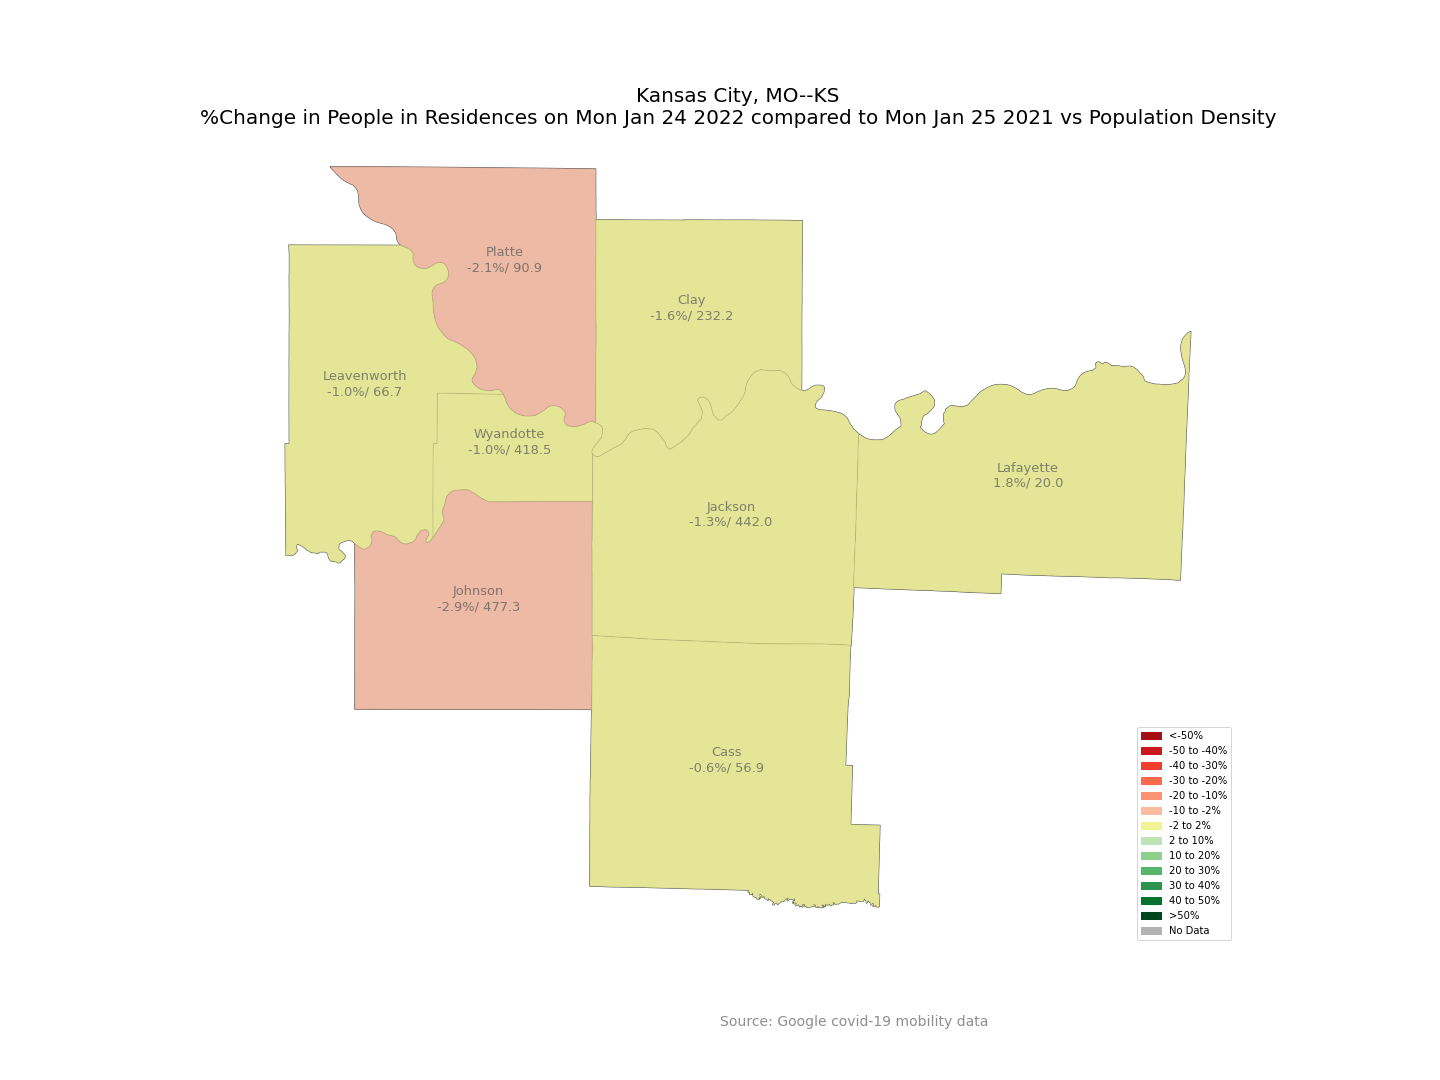 Kansas City, MO--KS
%Change in People in Residences on Mon Jan 24 2022 compared to Mon Jan 25 2021 vs Population Density
Platte
-2.1%/ 90.9
Clay
-1.6%/ 232.2
Leavenworth
-1.0%/ 66.7
Wyandotte
-1.0%/ 418.5
Lafayette
1.8%/ 20.0
Jackson
-1.3%/ 442.0
Johnson
-2.9%/ 477.3
Cass
-0.6%/ 56.9
<-50%
-50 to -40%
-40 to -30%
-30 to -20%
-20 to -10%
-10 to -2%
-2 to 2%
2 to 10%
10 to 20%
20 to 30%
30 to 40%
40 to 50%
>50%
No Data
Source: Google covid-19 mobility data